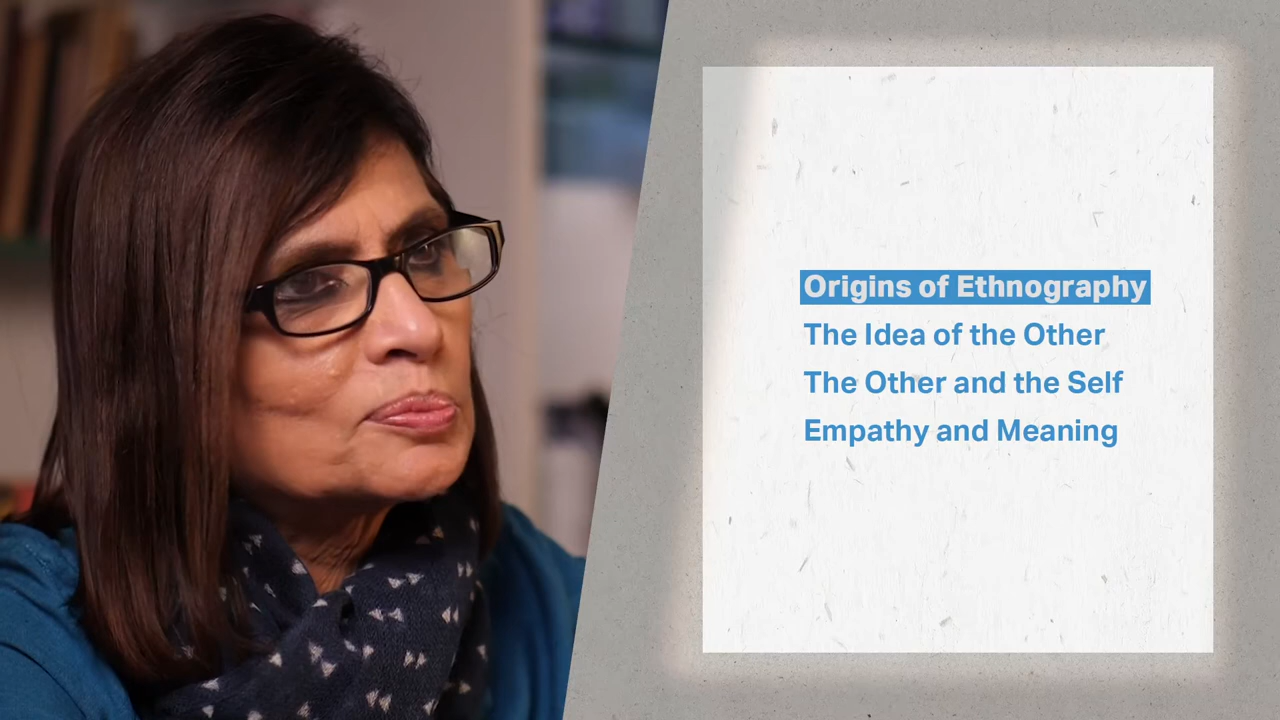 Origins of Ethnography
The Idea of the Other
The Other and the Self
Empathy and Meaning